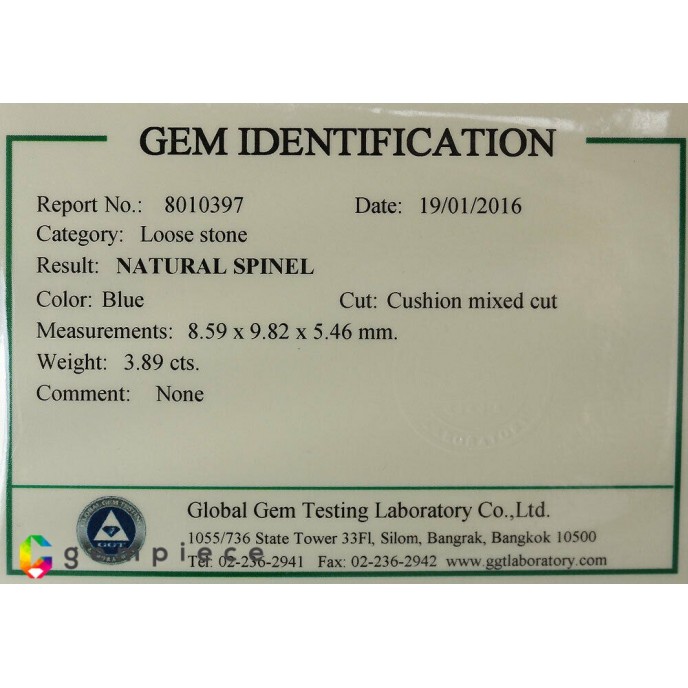 GEM IDENTIFICATION
Report No.: 8010397 Date: 19/01/2016
Category: Loose stone
Result: NATURAL SPINEL
Color: Blue Cut: Cushion mixed cut
Measurements: 8.59 x 9.82 x 5.46 mm.
Weight: 3.89 cts.
Comment: None
LABORATORY
GGT
Global Gem Testing Laboratory Co.,Ltd.
1055/736 State Tower 33Fl, Silom, Bangrak, Bangkok 10500
gempiece
Tel: 02-236-2941 Fax: 02-236-2942 www.ggtlaboratory.com